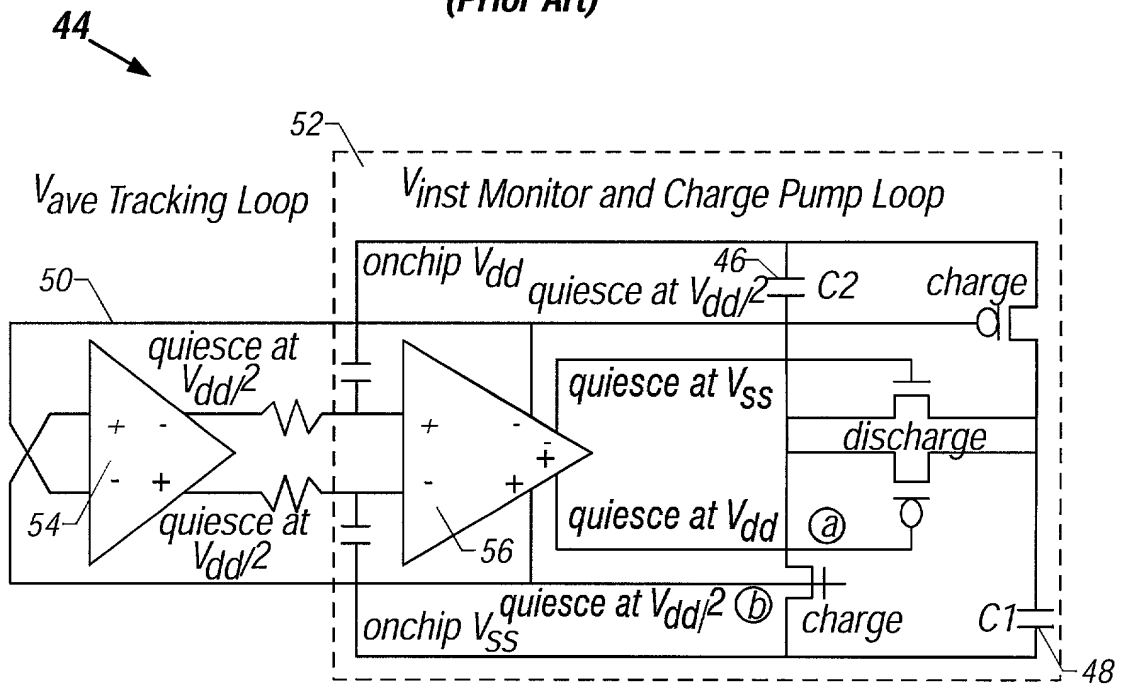 (Prior Art)
44
52
Vave Tracking Loop
Vinst Monitor and Charge Pump Loop
onchip Vdd
46
C2
charge
quiesce at Vdd/2
50
quiesce at
Vdd/2
+ -
- +
54
quiesce at
Vdd/2
+ -
- +
-
+
56
quiesce at Vss
discharge
quiesce at Vdd
a
quiesce at Vdd/2
b
charge
onchip Vss
C1
48